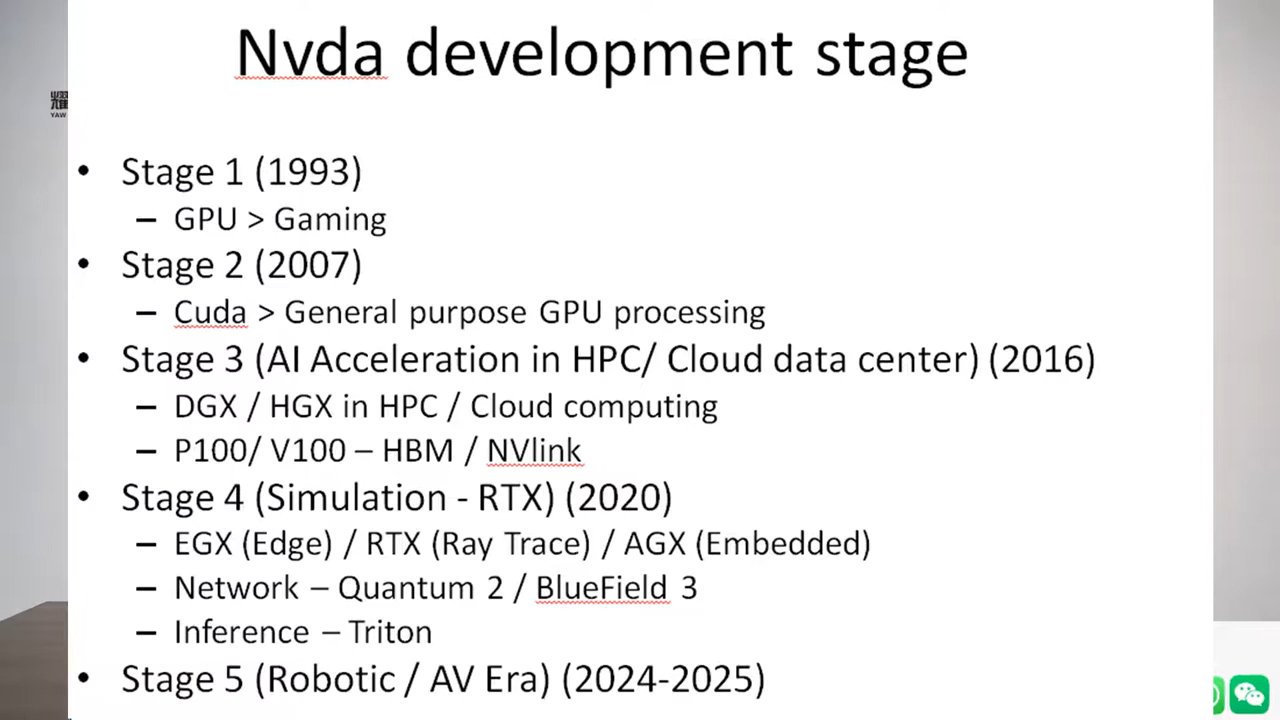 Nvda development stage
耀
YAW
• Stage 1 (1993)
– GPU > Gaming
• Stage 2 (2007)
– Cuda > General purpose GPU processing
• Stage 3 (AI Acceleration in HPC/ Cloud data center) (2016)
– DGX / HGX in HPC / Cloud computing
– P100/ V100 – HBM / NVlink
• Stage 4 (Simulation - RTX) (2020)
– EGX (Edge) / RTX (Ray Trace) / AGX (Embedded)
– Network – Quantum 2 / BlueField 3
– Inference – Triton
• Stage 5 (Robotic / AV Era) (2024-2025)